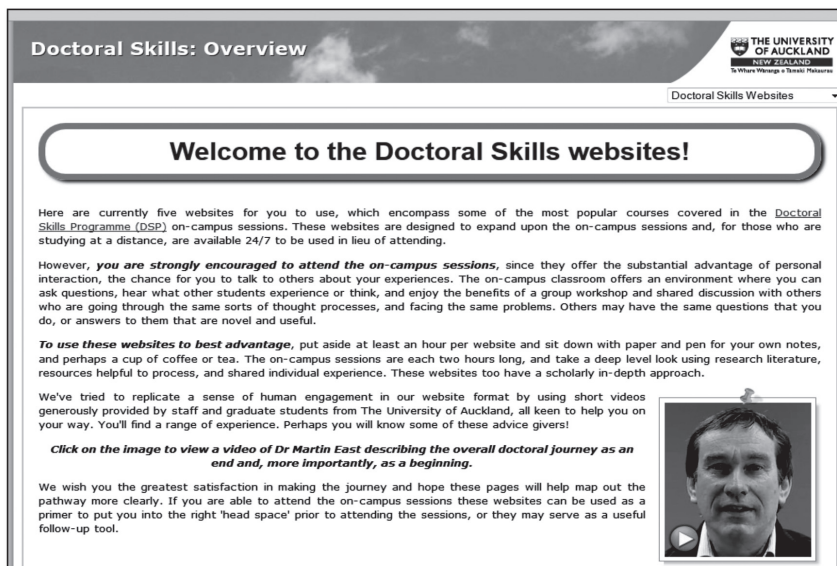 Doctoral Skills: Overview
THE UNIVERSITY
OF AUCKLAND
NEW ZEALAND
Te Whare Wānanga o Tāmaki Makaurau
Doctoral Skills Websites
Welcome to the Doctoral Skills websites!
Here are currently five websites for you to use, which encompass some of the most popular courses covered in the Doctoral
Skills Programme (DSP) on-campus sessions. These websites are designed to expand upon the on-campus sessions and, for those who are
studying at a distance, are available 24/7 to be used in lieu of attending.
However, you are strongly encouraged to attend the on-campus sessions, since they offer the substantial advantage of personal
interaction, the chance for you to talk to others about your experiences. The on-campus classroom offers an environment where you can
ask questions, hear what other students experience or think, and enjoy the benefits of a group workshop and shared discussion with others
who are going through the same sorts of thought processes, and facing the same problems. Others may have the same questions that you
do, or answers to them that are novel and useful.
To use these websites to best advantage, put aside at least an hour per website and sit down with paper and pen for your own notes,
and perhaps a cup of coffee or tea. The on-campus sessions are each two hours long, and take a deep level look using research literature,
resources helpful to process, and shared individual experience. These websites too have a scholarly in-depth approach.
We've tried to replicate a sense of human engagement in our website format by using short videos
generously provided by staff and graduate students from The University of Auckland, all keen to help you on
your way. You'll find a range of experience. Perhaps you will know some of these advice givers!
Click on the image to view a video of Dr Martin East describing the overall doctoral journey as an
end and, more importantly, as a beginning.
We wish you the greatest satisfaction in making the journey and hope these pages will help map out the
pathway more clearly. If you are able to attend the on-campus sessions these websites can be used as a
primer to put you into the right 'head space' prior to attending the sessions, or they may serve as a useful
follow-up tool.